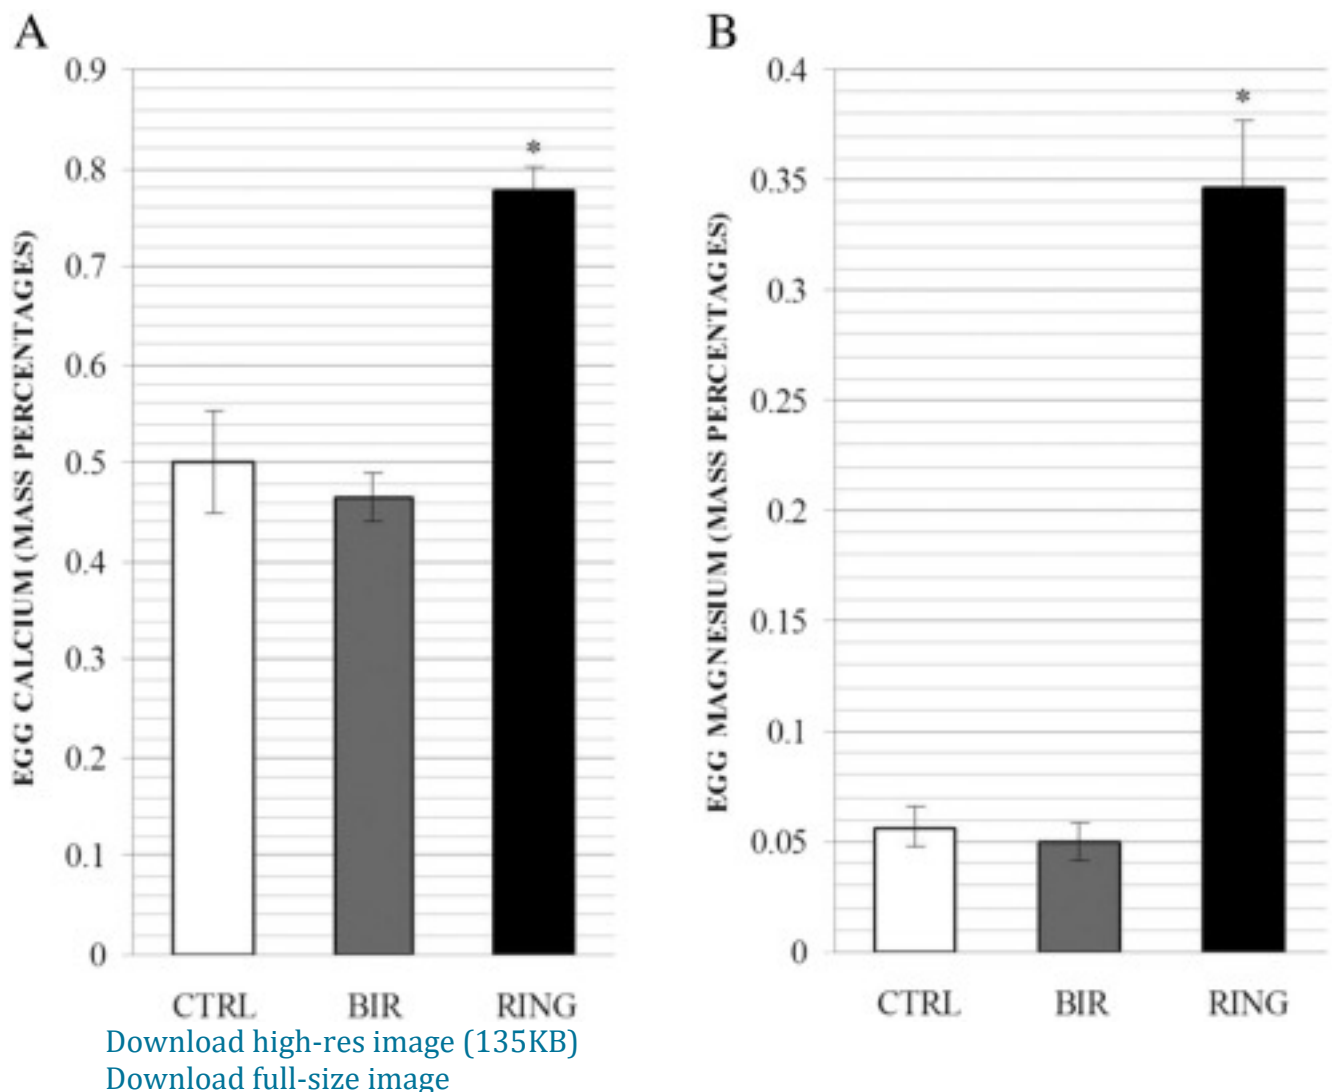 A
EGG CALCIUM (MASS PERCENTAGES)
0.9
0.8
0.7
0.6
0.5
0.4
0.3
0.2
0.1
0
*
CTRL BIR RING
B
EGG MAGNESIUM (MASS PERCENTAGES)
0.4
0.35
0.3
0.25
0.2
0.15
0.1
0.05
0
*
CTRL BIR RING
Download high-res image (135KB)
Download full-size image